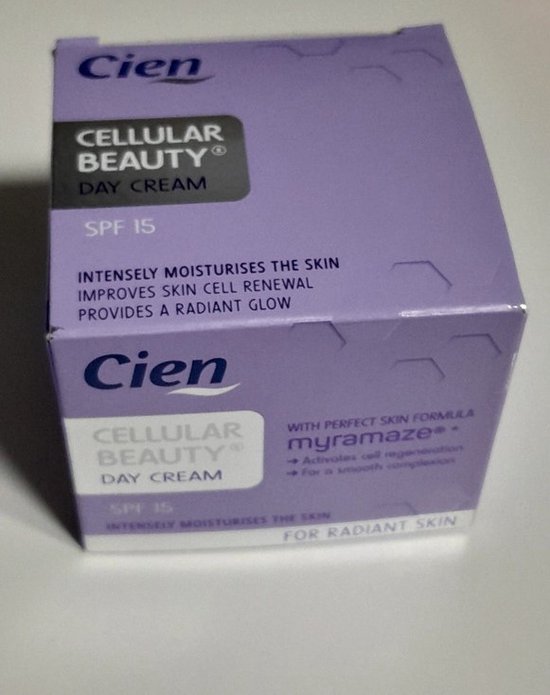 Cien
CELLULAR
BEAUTY®
DAY CREAM
SPF 15
INTENSELY MOISTURISES THE SKIN
IMPROVES SKIN CELL RENEWAL
PROVIDES A RADIANT GLOW
Cien
CELLULAR
BEAUTY®
DAY CREAM
SPF 15
INTENSELY MOISTURISES THE SKIN
WITH PERFECT SKIN FORMULA
myramaze® *
→ Activates cell regeneration
→ For a smooth complexion
FOR RADIANT SKIN